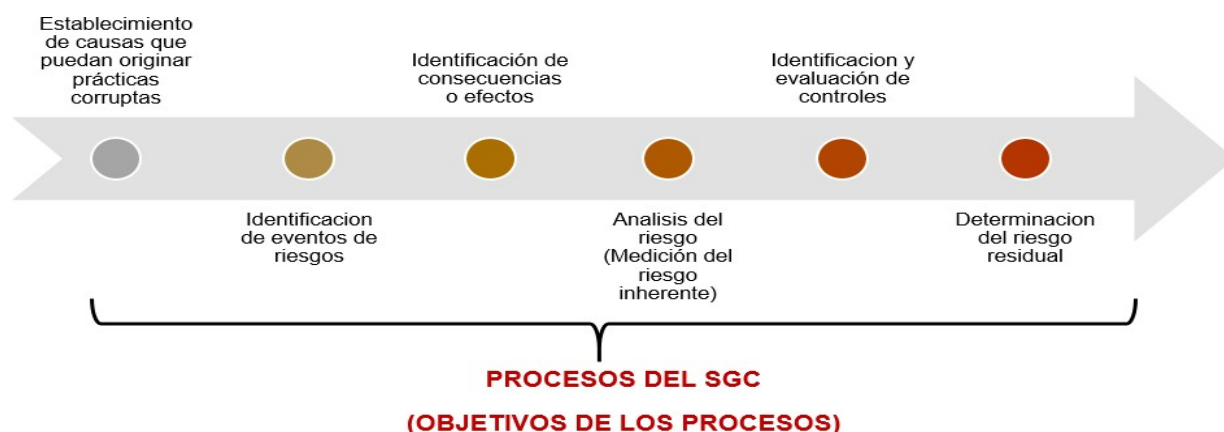 Establecimiento
de causas que
puedan originar
prácticas
corruptas
Identificacion
de eventos de
riesgos
Identificación de
consecuencias
o efectos
Analisis del
riesgo
(Medición del
riesgo
inherente)
Identificacion y
evaluación de
controles
Determinacion
del riesgo
residual
PROCESOS DEL SGC
(OBJETIVOS DE LOS PROCESOS)